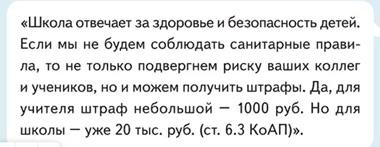 «Школа отвечает за здоровье и безопасность детей.
Если мы не будем соблюдать санитарные прави-
ла, то не только подвергнем риску ваших коллег
и учеников, но и можем получить штрафы. Да, для
учителя штраф небольшой — 1000 руб. Но для
школы — уже 20 тыс. руб. (ст. 6.3 КоАП)».